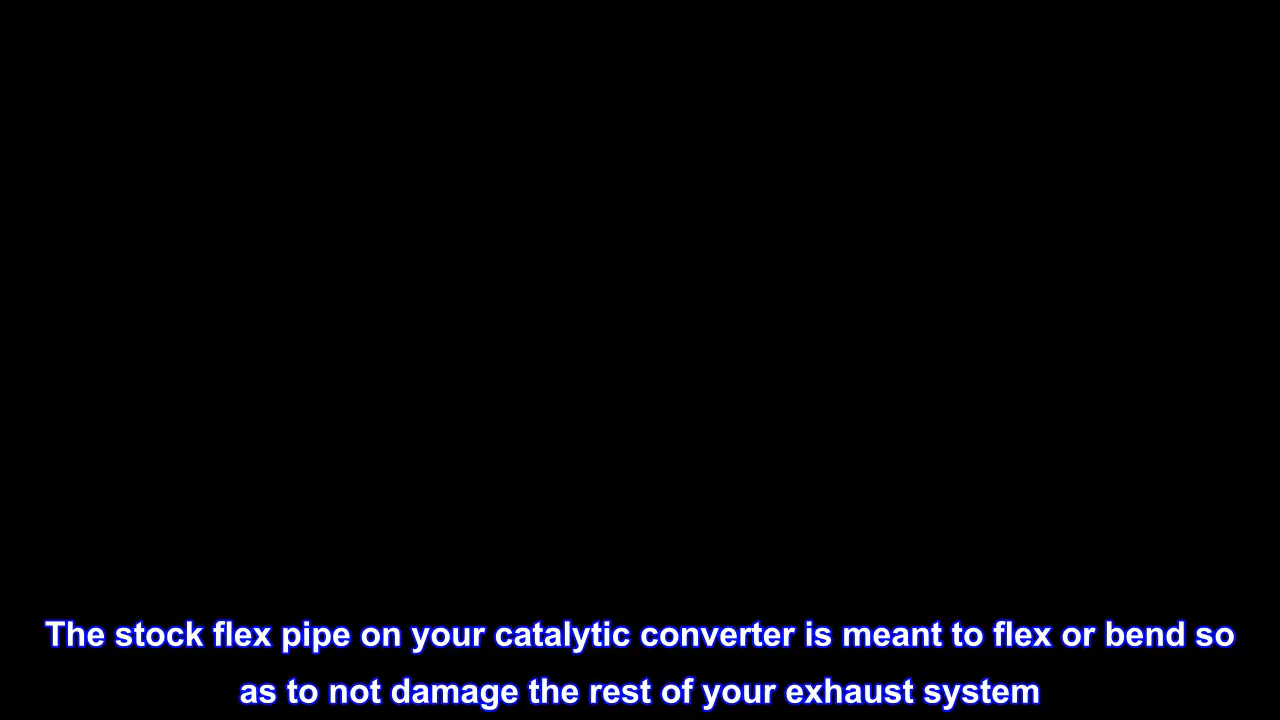 The stock flex pipe on your catalytic converter is meant to flex or bend so
as to not damage the rest of your exhaust system